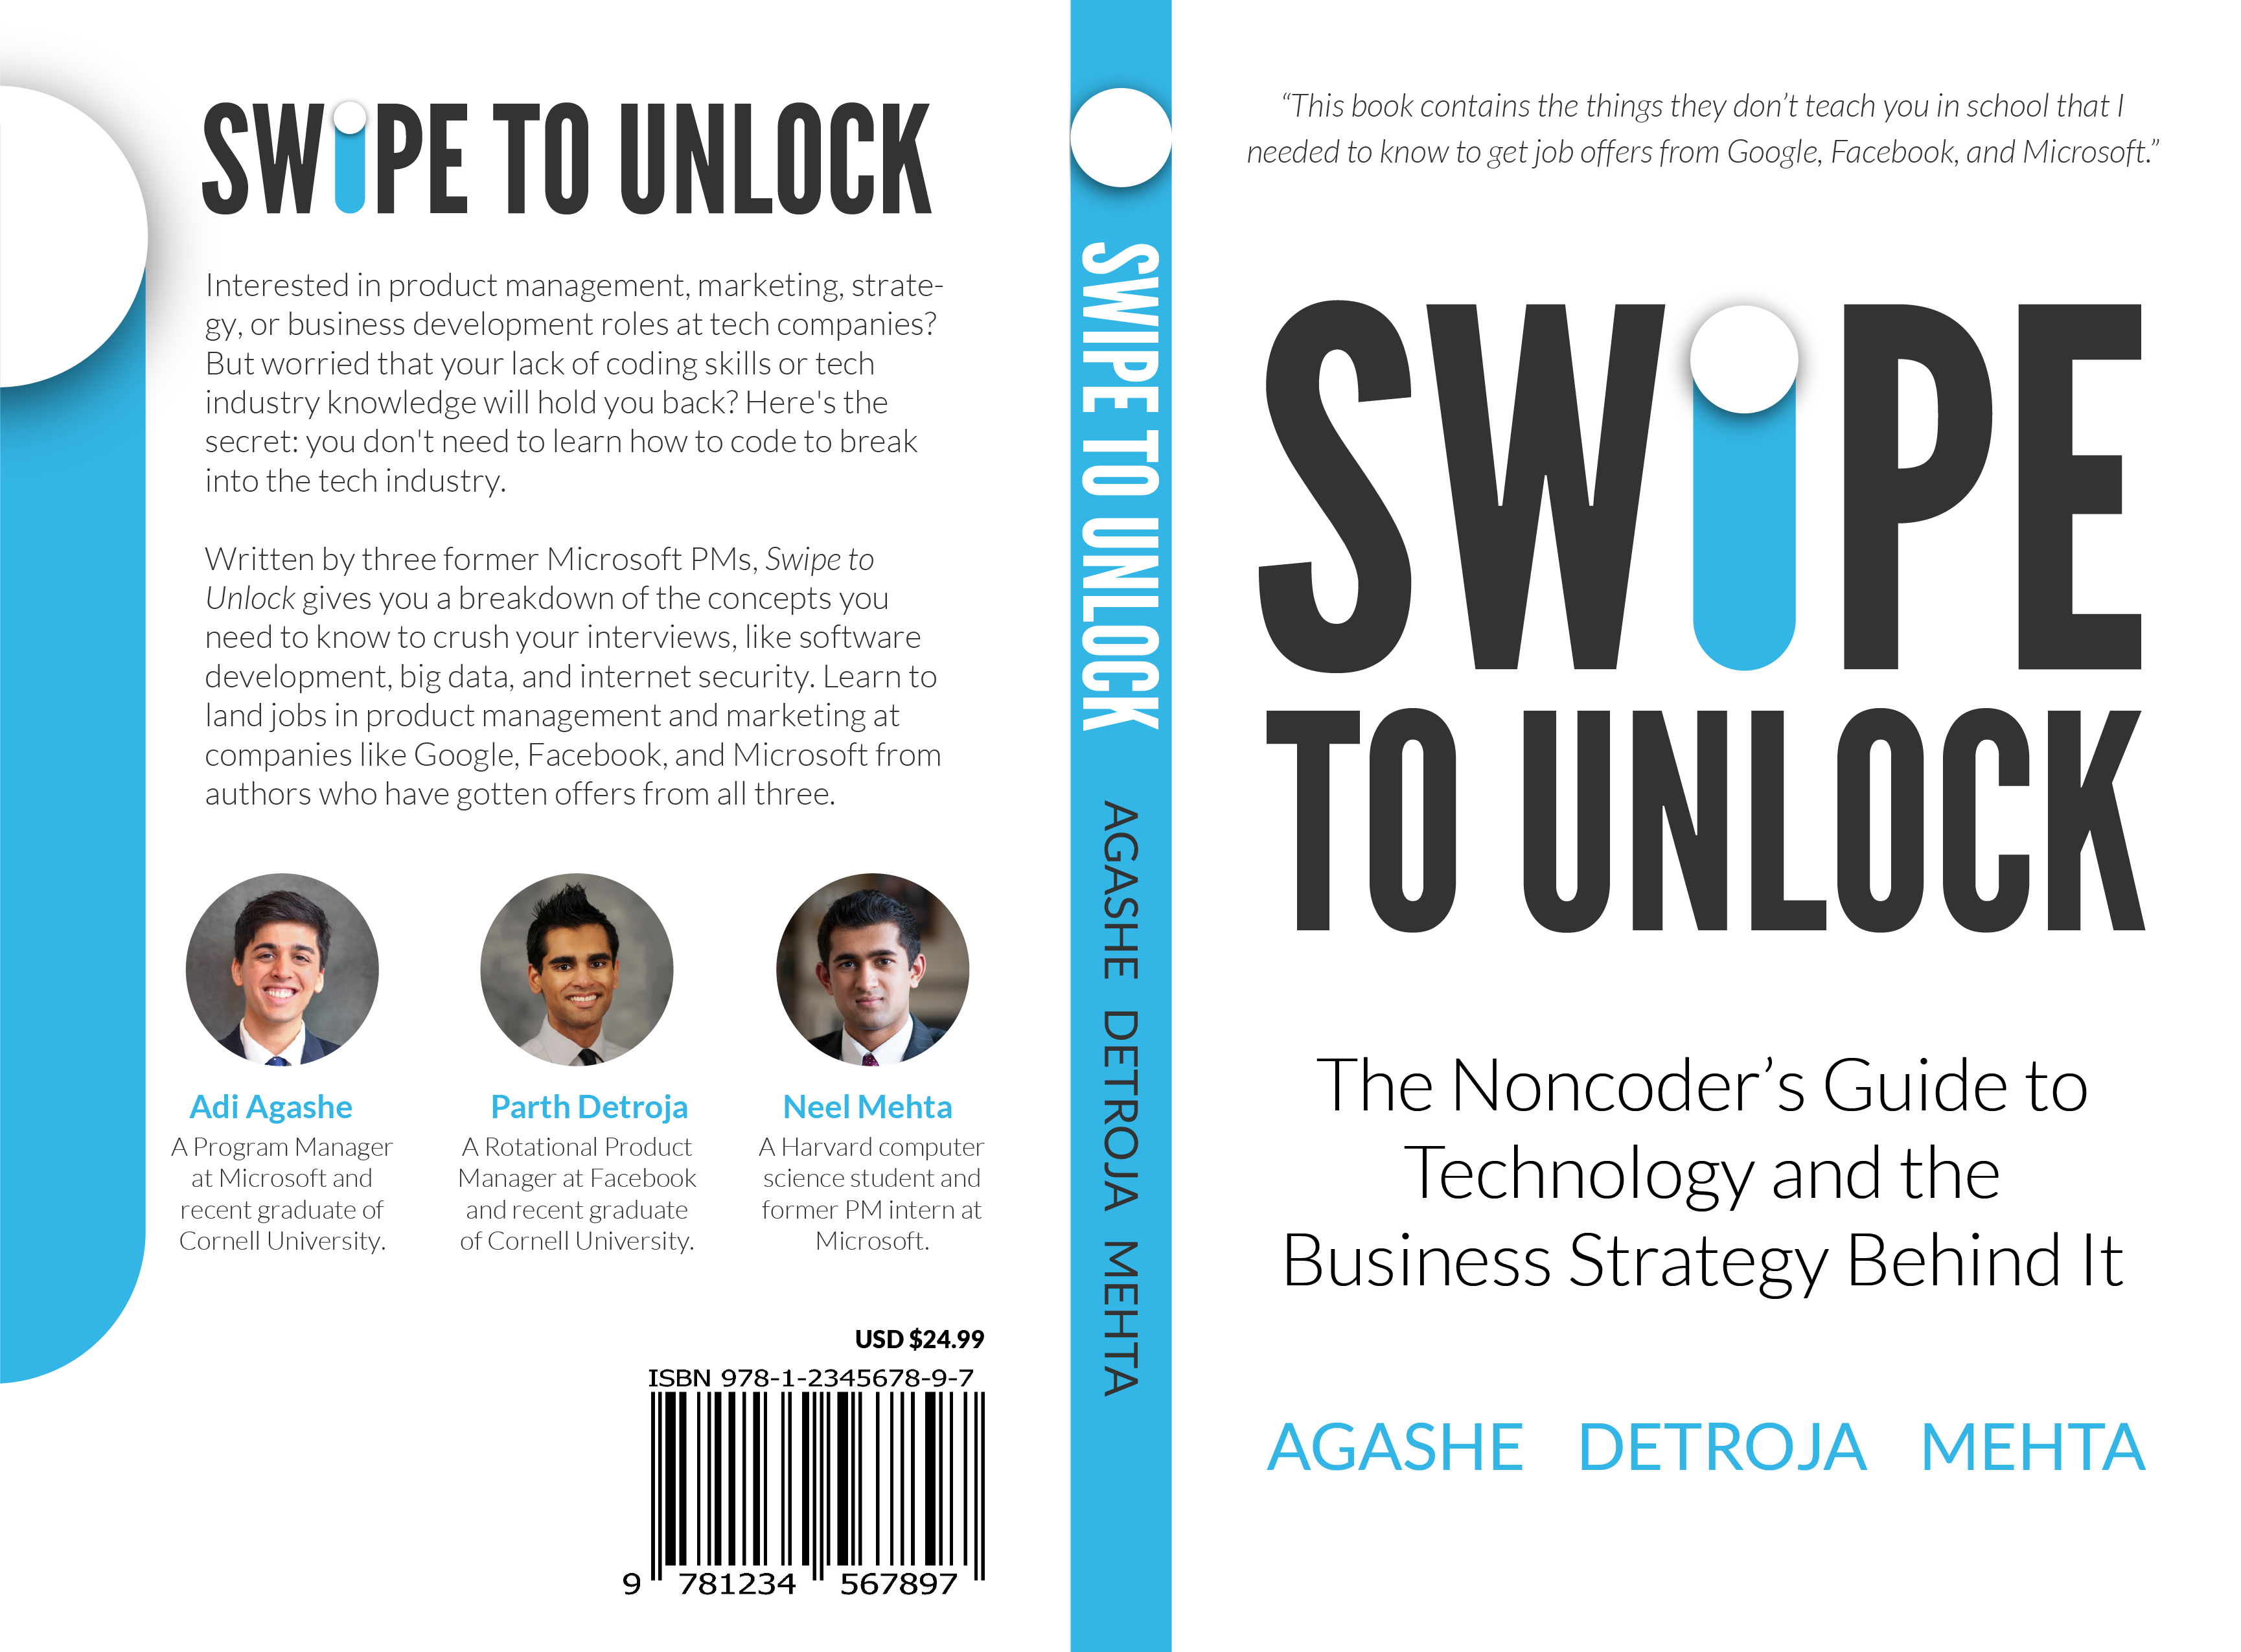 SWiPE TO UNLOCK
Interested in product management, marketing, strate-
gy, or business development roles at tech companies?
But worried that your lack of coding skills or tech
industry knowledge will hold you back? Here's the
secret: you don't need to learn how to code to break
into the tech industry.
Written by three former Microsoft PMs, Swipe to
Unlock gives you a breakdown of the concepts you
need to know to crush your interviews, like software
development, big data, and internet security. Learn to
land jobs in product management and marketing at
companies like Google, Facebook, and Microsoft from
authors who have gotten offers from all three.
Adi Agashe
A Program Manager
at Microsoft and
recent graduate of
Cornell University.
Parth Detroja
A Rotational Product
Manager at Facebook
and recent graduate
of Cornell University.
Neel Mehta
A Harvard computer
science student and
former PM intern at
Microsoft.
USD $24.99
ISBN 978-1-2345678-9-7
9 781234 567897
SWIPE TO UNLOCK AGASHE DETROJA MEHTA
“This book contains the things they don’t teach you in school that I
needed to know to get job offers from Google, Facebook, and Microsoft.”
SWiPE
TO UNLOCK
The Noncoder’s Guide to
Technology and the
Business Strategy Behind It
AGASHE DETROJA MEHTA